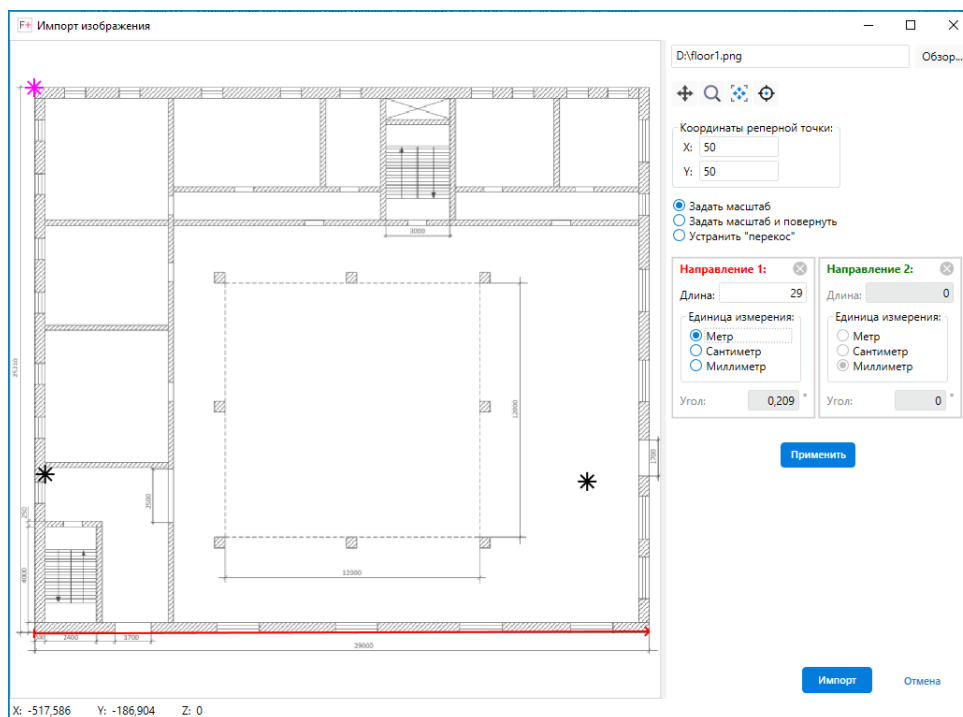 F+ Импорт изображения
D:\floor1.png
Обзор...
Координаты реперной точки:
X: 50
Y: 50
Задать масштаб
Задать масштаб и повернуть
Устранить "перекос"
Направление 1:
Длина: 29
Единица измерения:
Метр
Сантиметр
Миллиметр
Угол: 0,209 °
Направление 2:
Длина: 0
Единица измерения:
Метр
Сантиметр
Миллиметр
Угол: 0 °
Применить
3000
12000
1700
2500
250
4000
12000
2400
3700
29000
Импорт
Отмена
X: -517,586 Y: -186,904 Z: 0